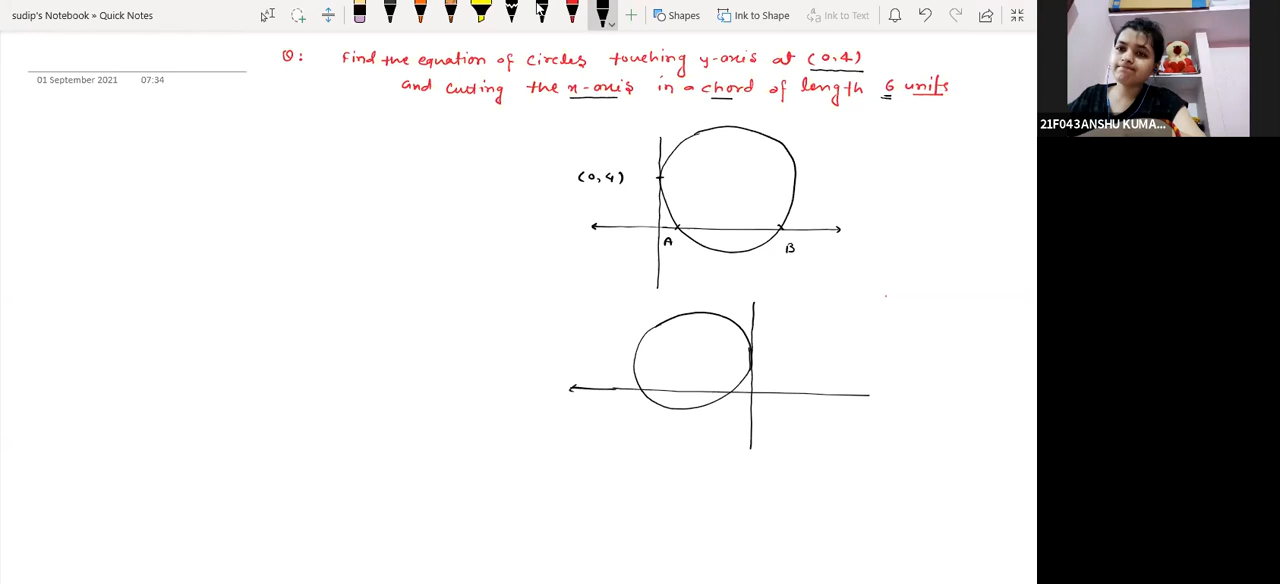 sudip's Notebook » Quick Notes
Shapes
Ink to Shape
Ink to Text
01 September 2021 07:34
Q: Find the equation of circles touching y-axis at (0,4)
and cutting the x-axis in a chord of length 6 units
21F043ANSHU KUMA...
(0,4)
A
B